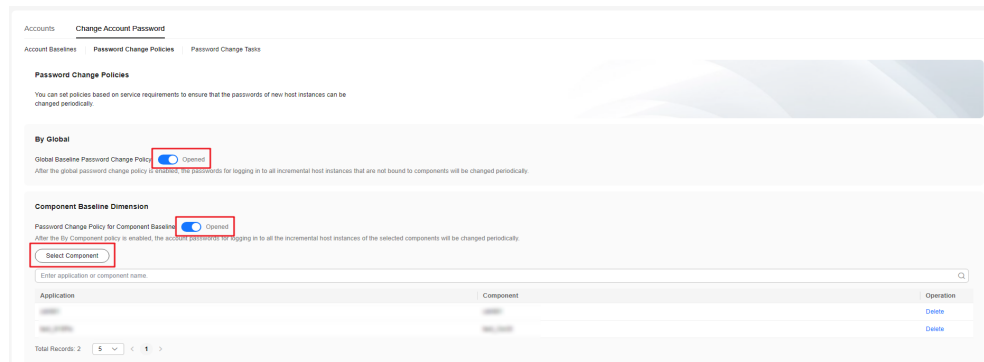 Accounts Change Account Password
Account Baselines Password Change Policies Password Change Tasks
Password Change Policies
You can set policies based on service requirements to ensure that the passwords of new host instances can be
changed periodically.
By Global
Global Baseline Password Change Policy Opened
After the global password change policy is enabled, the passwords for logging in to all incremental host instances that are not bound to components will be changed periodically.
Component Baseline Dimension
Password Change Policy for Component Baseline Opened
After the By Component policy is enabled, the account passwords for logging in to all the incremental host instances of the selected components will be changed periodically.
Select Component
Enter application or component name.
Application Component Operation
Delete
Delete
Total Records: 2 5 < 1 >